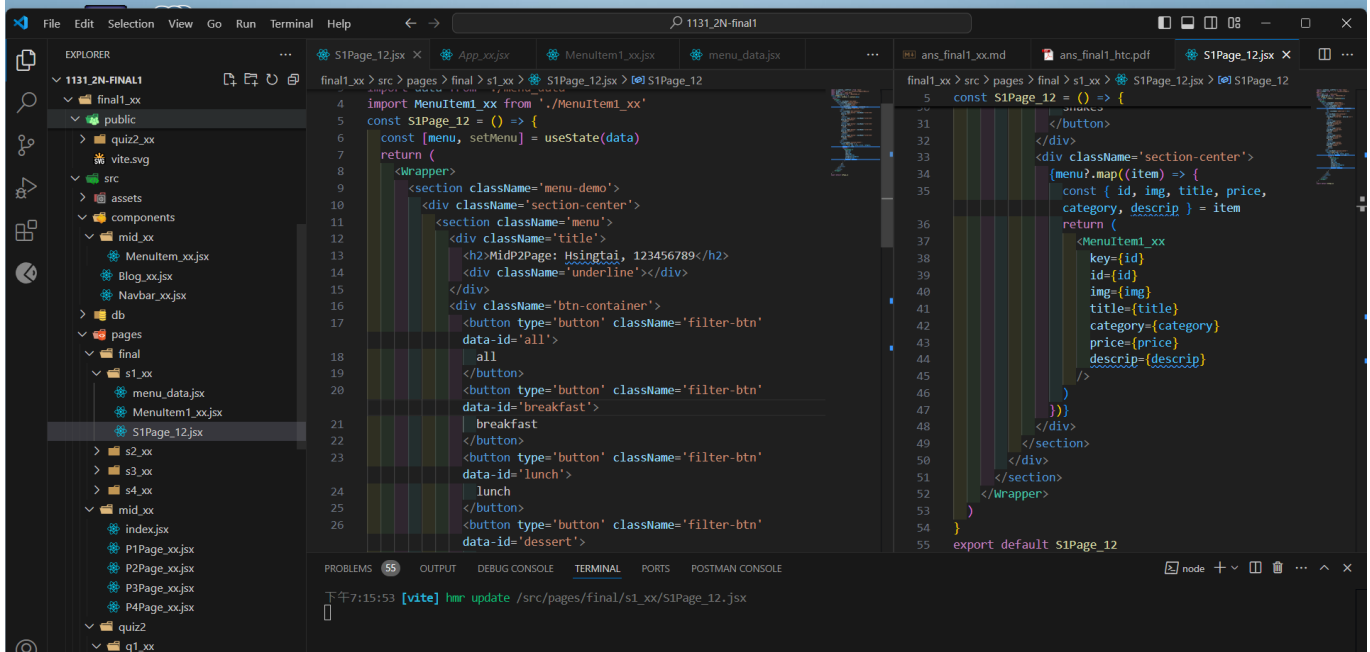 File Edit Selection View Go Run Terminal Help
1131_2N-final1
EXPLORER
1131_2N-FINAL1
final1_xx
public
quiz2_xx
vite.svg
src
assets
components
mid_xx
MenuItem_xx.jsx
Blog_xx.jsx
Navbar_xx.jsx
db
pages
final
s1_xx
menu_data.jsx
MenuItem1_xx.jsx
S1Page_12.jsx
s2_xx
s3_xx
s4_xx
mid_xx
index.jsx
P1Page_xx.jsx
P2Page_xx.jsx
P3Page_xx.jsx
P4Page_xx.jsx
quiz2
q1_xx
S1Page_12.jsx App_xx.jsx MenuItem1_xx.jsx menu_data.jsx
final1_xx > src > pages > final > s1_xx > S1Page_12.jsx > S1Page_12
3 import data from './menu_data'
4 import MenuItem1_xx from './MenuItem1_xx'
5 const S1Page_12 = () => {
6 const [menu, setMenu] = useState(data)
7 return (
8 <Wrapper>
9 <section className='menu-demo'>
10 <div className='section-center'>
11 <section className='menu'>
12 <div className='title'>
13 <h2>MidP2Page: Hsingtai, 123456789</h2>
14 <div className='underline'></div>
15 </div>
16 <div className='btn-container'>
17 <button type='button' className='filter-btn'
data-id='all'>
18 all
19 </button>
20 <button type='button' className='filter-btn'
data-id='breakfast'>
21 breakfast
22 </button>
23 <button type='button' className='filter-btn'
data-id='lunch'>
24 lunch
25 </button>
26 <button type='button' className='filter-btn'
data-id='dessert'>
ans_final1_xx.md ans_final1_htc.pdf S1Page_12.jsx
final1_xx > src > pages > final > s1_xx > S1Page_12.jsx > S1Page_12
5 const S1Page_12 = () => {
30 shakes
31 </button>
32 </div>
33 <div className='section-center'>
34 {menu?.map((item) => {
35 const { id, img, title, price,
category, descrip } = item
36 return (
37 <MenuItem1_xx
38 key={id}
39 id={id}
40 img={img}
41 title={title}
42 category={category}
43 price={price}
44 descrip={descrip}
45 />
46 )
47 })}
48 </div>
49 </section>
50 </div>
51 </section>
52 </Wrapper>
53 )
54 }
55 export default S1Page_12
PROBLEMS 55 OUTPUT DEBUG CONSOLE TERMINAL PORTS POSTMAN CONSOLE
node
下午7:15:53 [vite] hmr update /src/pages/final/s1_xx/S1Page_12.jsx